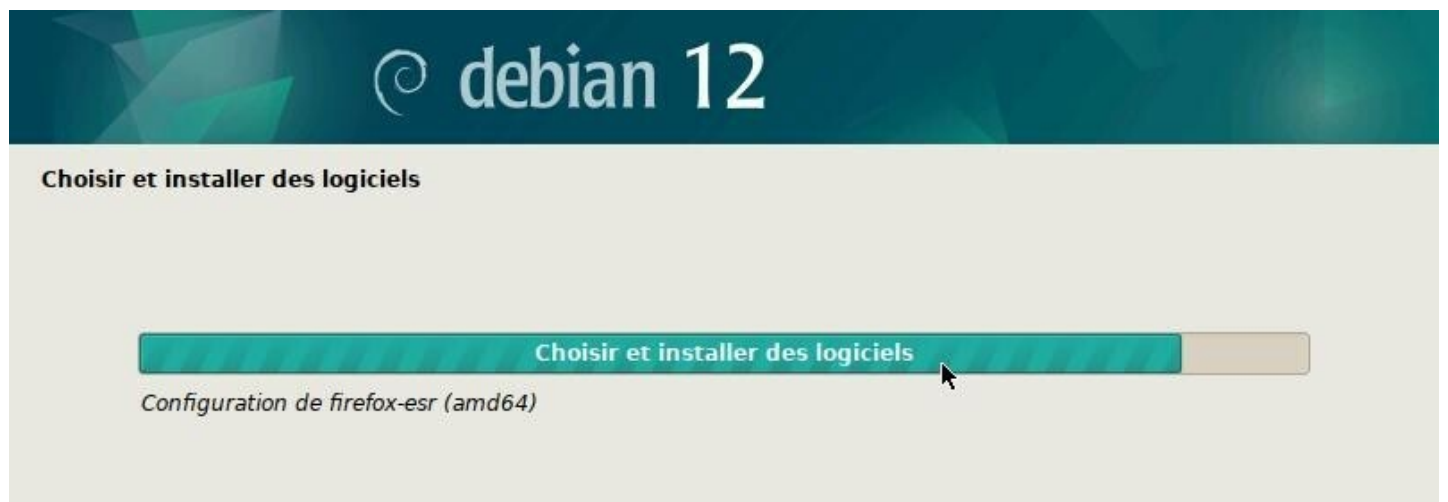 debian 12
Choisir et installer des logiciels
Choisir et installer des logiciels
Configuration de firefox-esr (amd64)